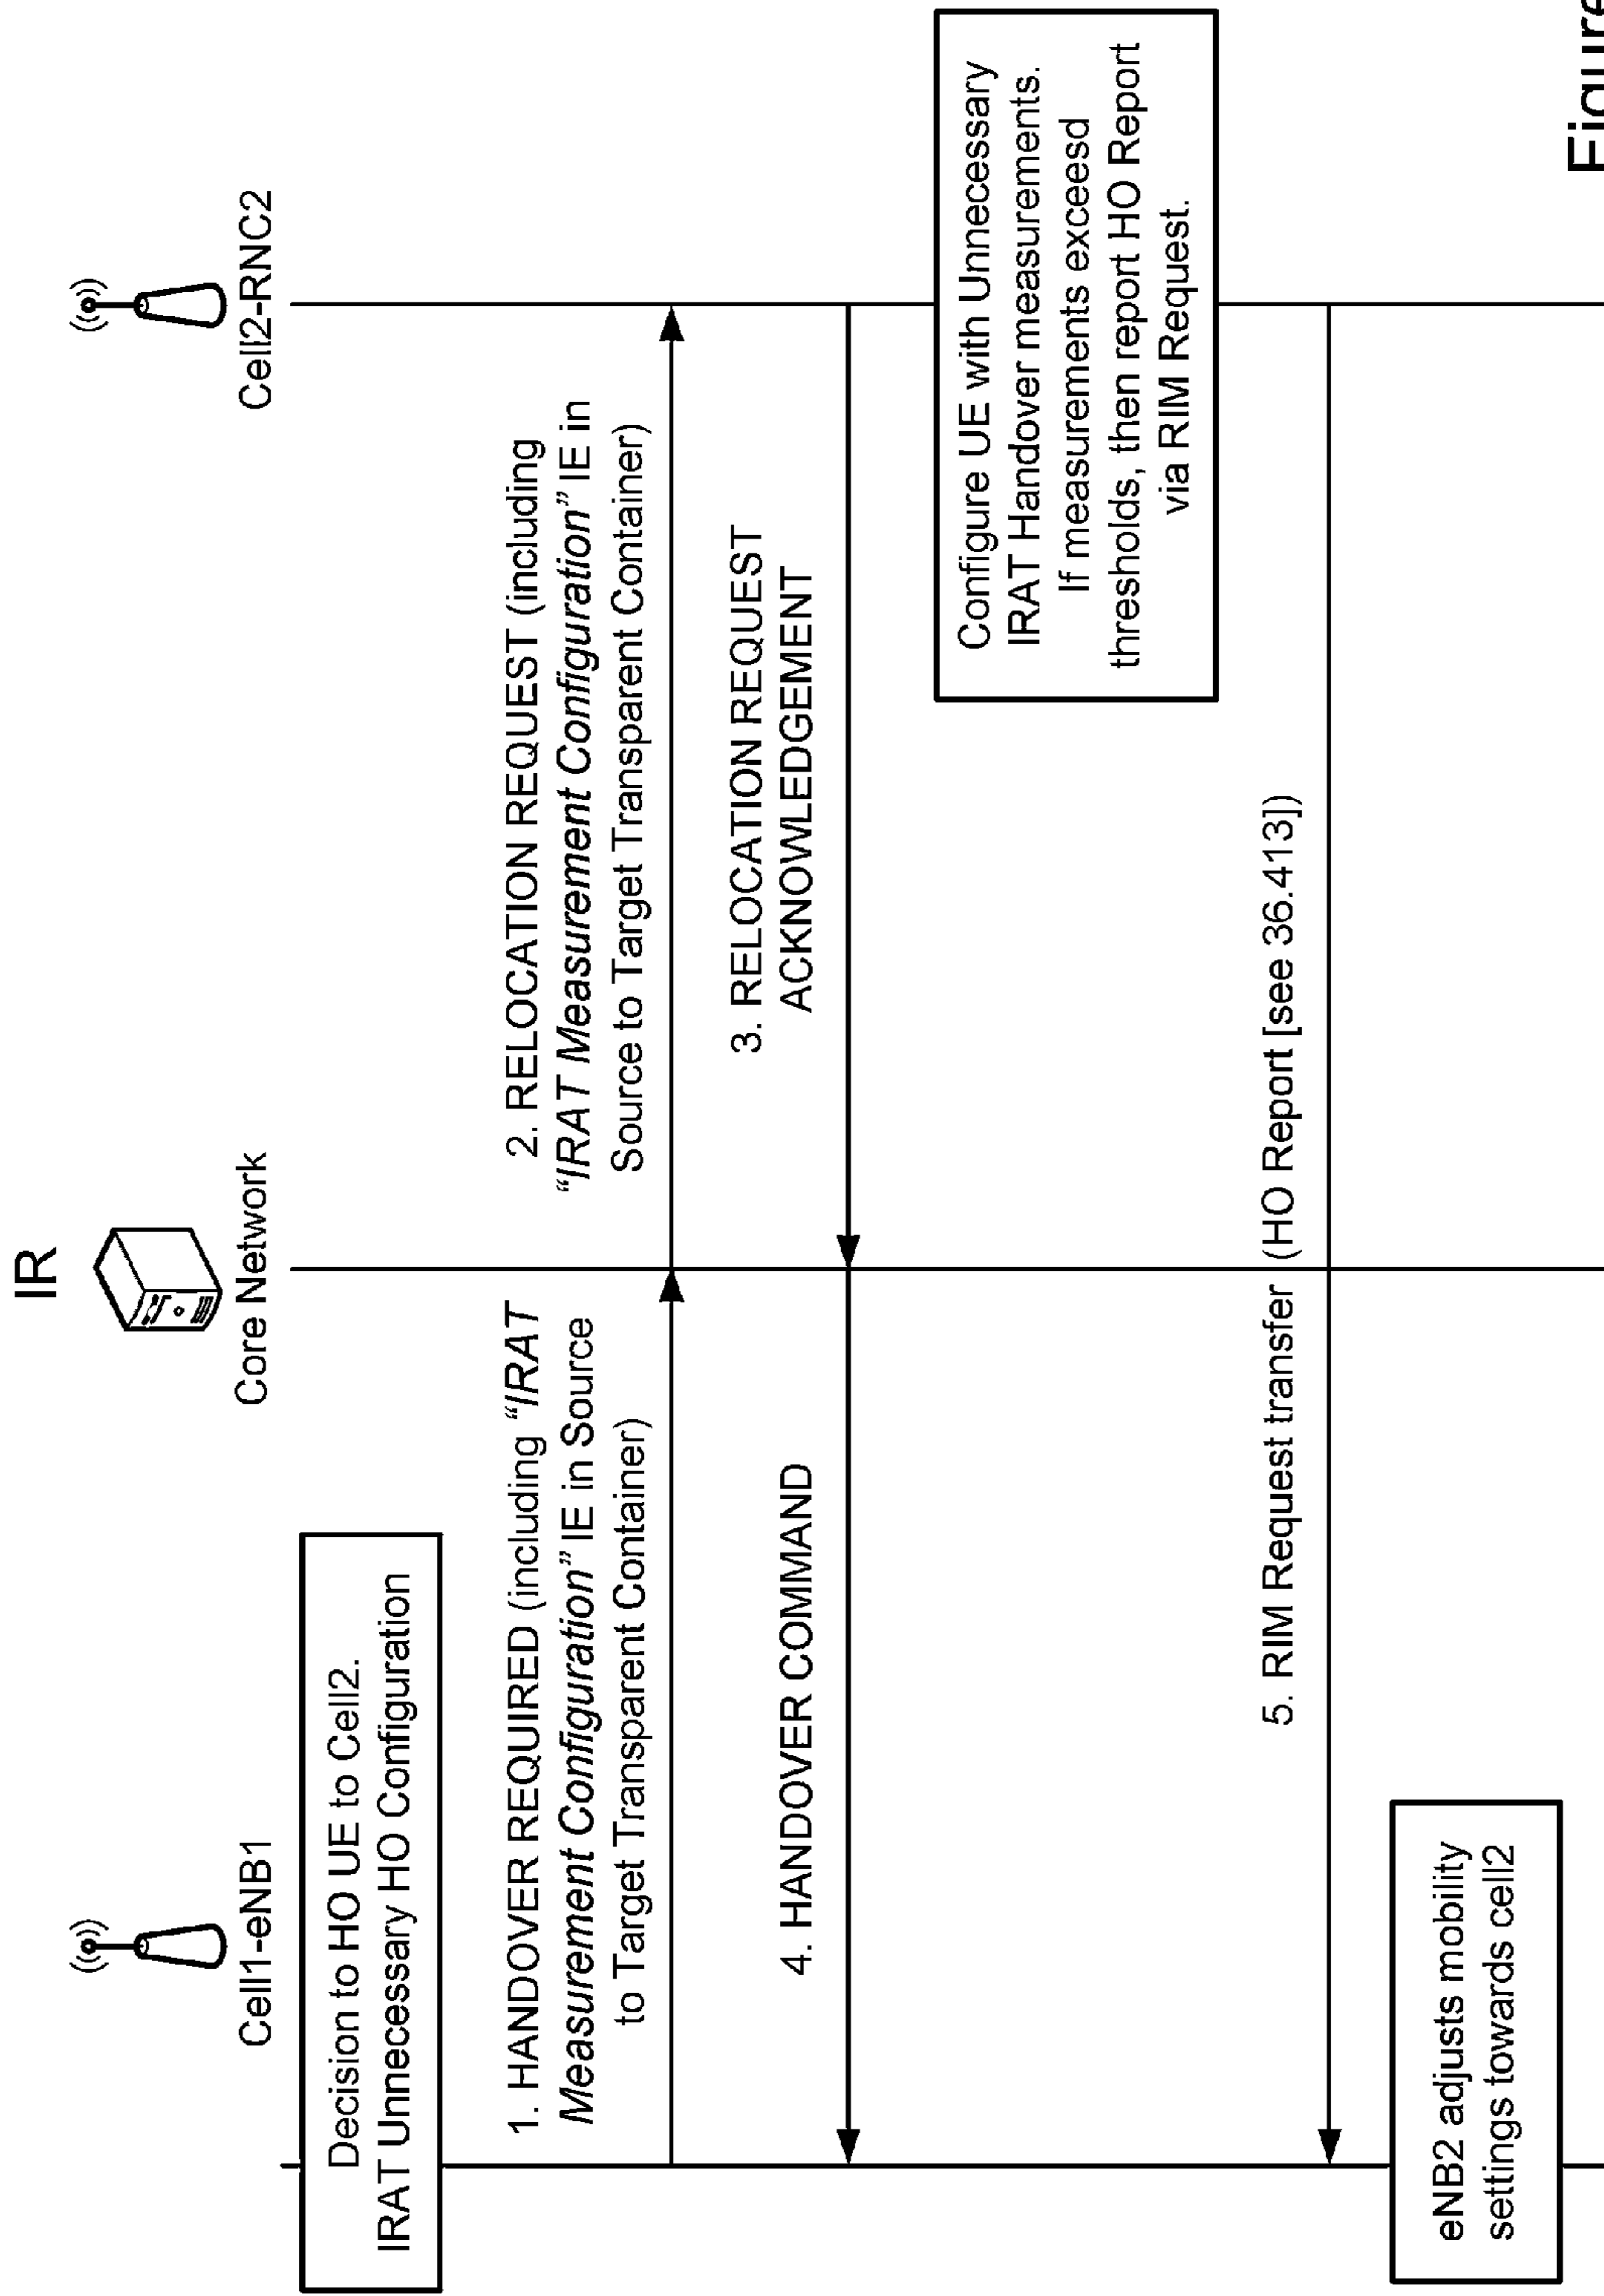 IR
Cell1-eNB1
Core Network
Cell2-RNC2
Decision to HO UE to Cell2.
IRAT Unnecessary HO Configuration
1. HANDOVER REQUIRED (including “IRAT
Measurement Configuration” IE in Source
to Target Transparent Container)
2. RELOCATION REQUEST (including
“IRAT Measurement Configuration” IE in
Source to Target Transparent Container)
3. RELOCATION REQUEST
ACKNOWLEDGEMENT
4. HANDOVER COMMAND
Configure UE with Unnecessary
IRAT Handover measurements.
If measurements exceesd
thresholds, then report HO Report
via RIM Request.
5. RIM Request transfer (HO Report [see 36.413])
eNB2 adjusts mobility
settings towards cell2
Figure